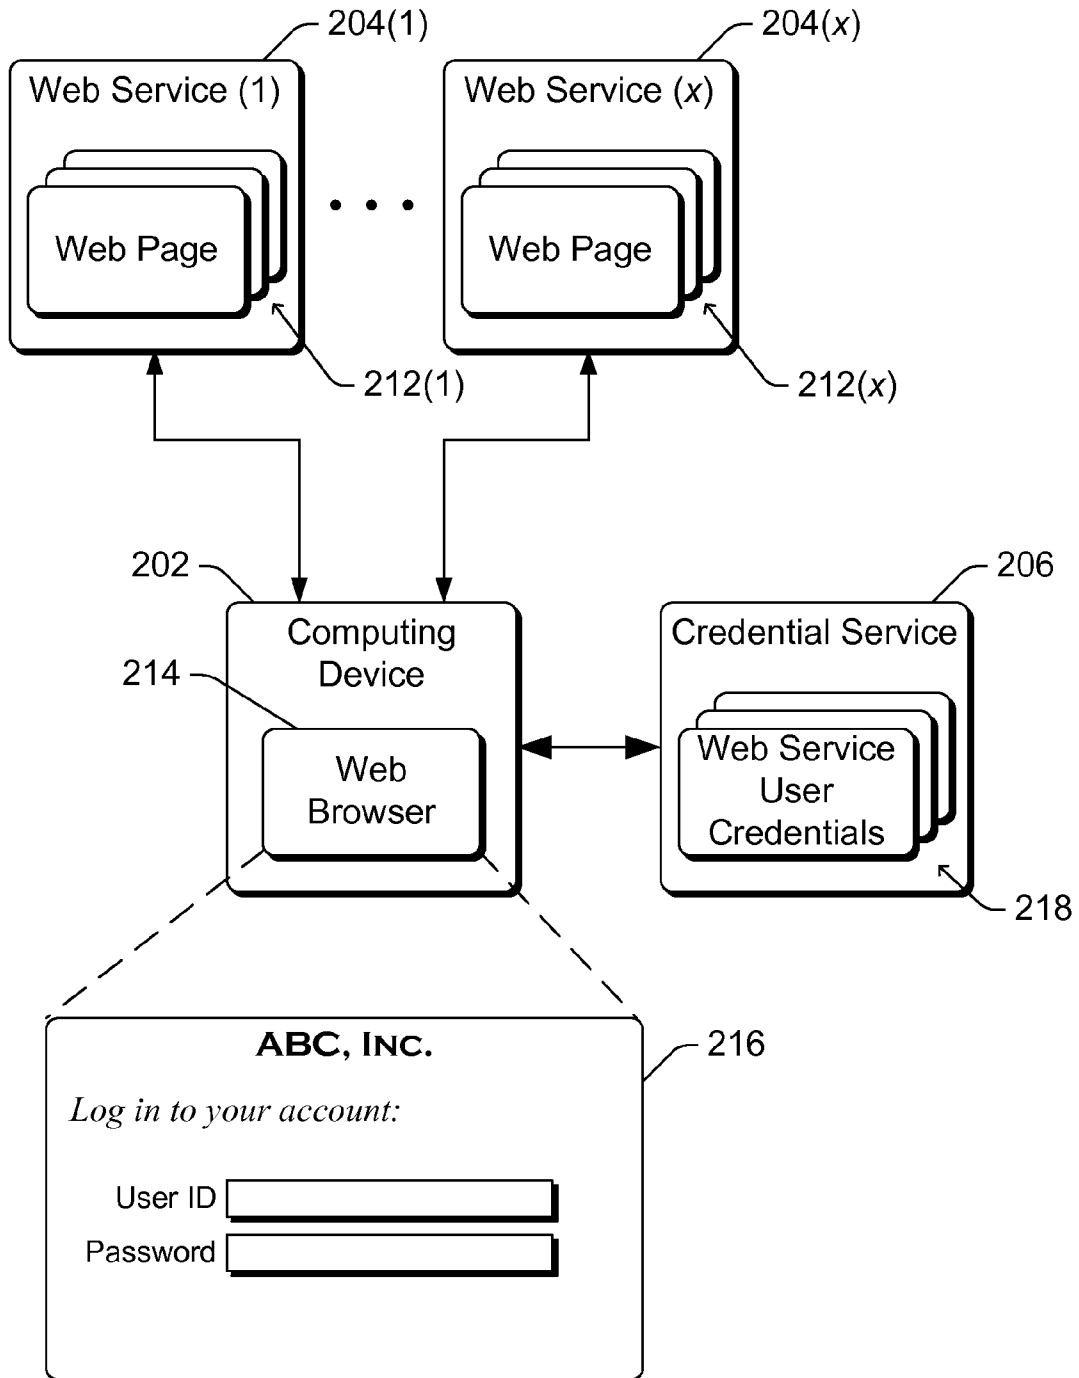 204(1)
204(x)
Web Service (1)
Web Service (x)
Web Page
Web Page
212(1)
212(x)
202
206
Computing
Device
Credential Service
214
Web
Browser
Web Service
User
Credentials
218
ABC, INC.
216
Log in to your account:
User ID
Password